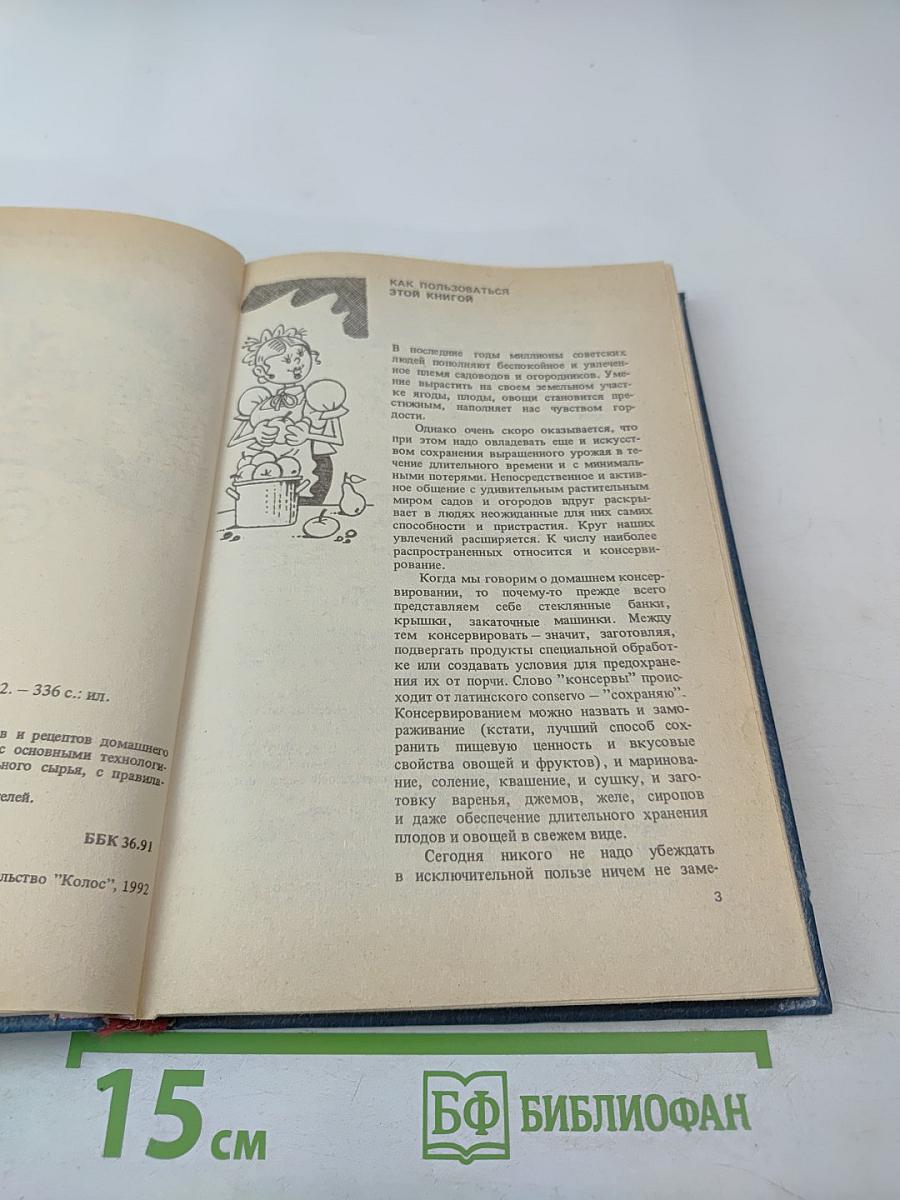 2. – 336 с.: ил.
в и рецептов домашнего
с основными технологи-
ного сырья, с правила-
телей.
ББК 36.91
льство "Колос", 1992
КАК ПОЛЬЗОВАТЬСЯ
ЭТОЙ КНИГОЙ
В последние годы миллионы советских
людей пополняют беспокойное и увлечен-
ное племя садоводов и огородников. Уме-
ние вырастить на своем земельном участ-
ке ягоды, плоды, овощи становится пре-
стижным, наполняет нас чувством гор-
дости.
Однако очень скоро оказывается, что
при этом надо овладевать еще и искусст-
вом сохранения выращенного урожая в те-
чение длительного времени и с минималь-
ными потерями. Непосредственное и актив-
ное общение с удивительным растительным
миром садов и огородов вдруг раскры-
вает в людях неожиданные для них самих
способности и пристрастия. Круг наших
увлечений расширяется. К числу наиболее
распространенных относится и консерви-
рование.
Когда мы говорим о домашнем консер-
вировании, то почему-то прежде всего
представляем себе стеклянные банки,
крышки, закаточные машинки. Между
тем консервировать – значит, заготовляя,
подвергать продукты специальной обработ-
ке или создавать условия для предохране-
ния их от порчи. Слово "консервы" проис-
ходит от латинского conservo – "сохраняю".
Консервированием можно назвать и замо-
раживание (кстати, лучший способ сох-
ранить пищевую ценность и вкусовые
свойства овощей и фруктов), и маринова-
ние, соление, квашение, и сушку, и заго-
товку варенья, джемов, желе, сиропов
и даже обеспечение длительного хранения
плодов и овощей в свежем виде.
Сегодня никого не надо убеждать
в исключительной пользе ничем не заме-
3
15 см
БФ БИБЛИОФАН